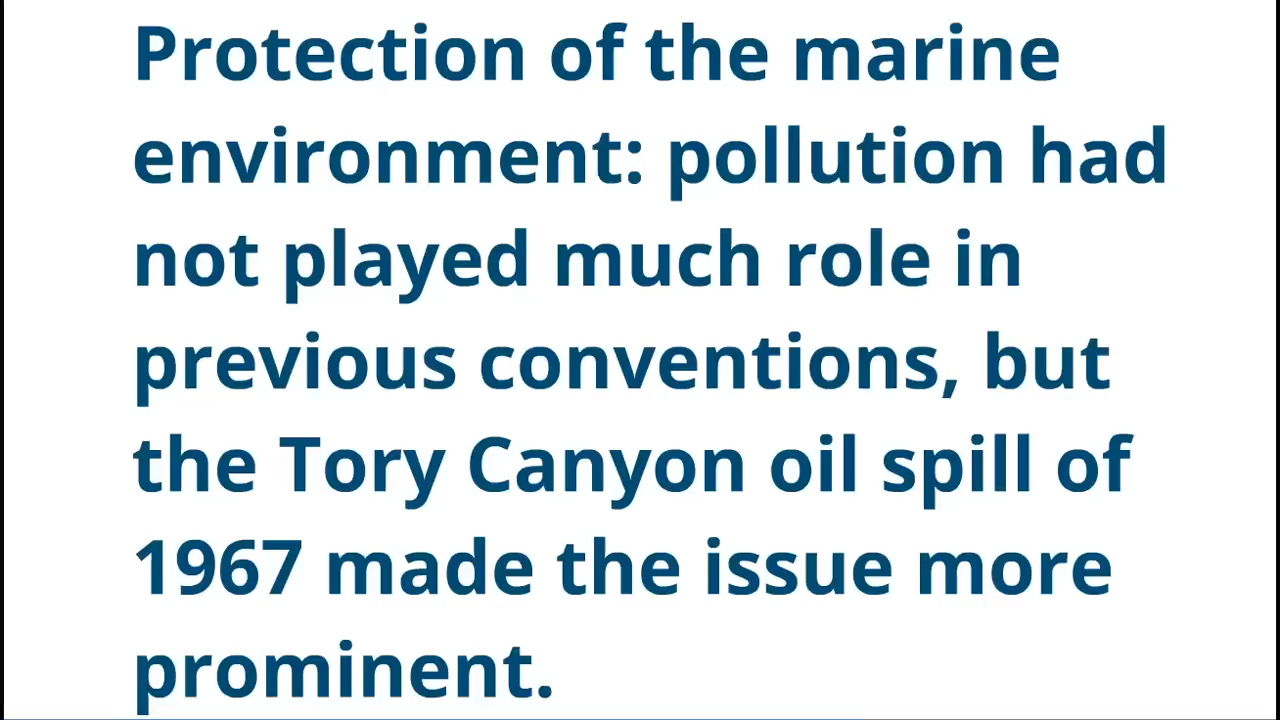 Protection of the marine
environment: pollution had
not played much role in
previous conventions, but
the Tory Canyon oil spill of
1967 made the issue more
prominent.